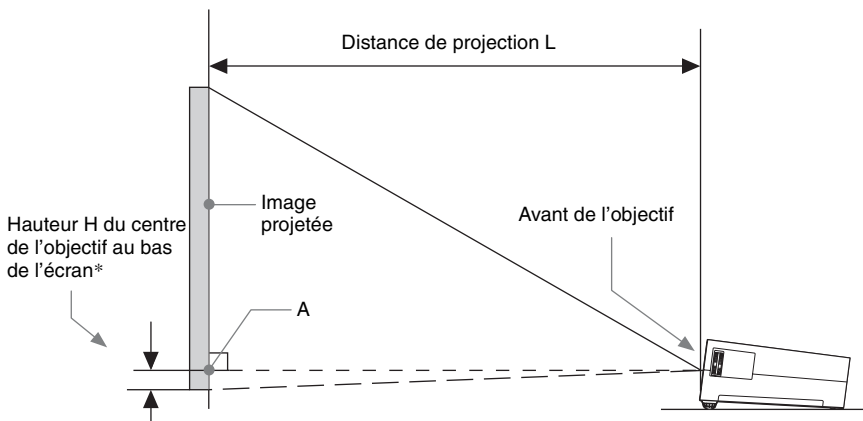 Distance de projection L
Image
projetée
Avant de l’objectif
Hauteur H du centre
de l’objectif au bas
de l’écran*
A